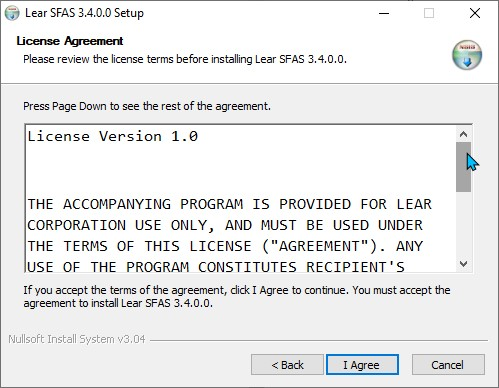 Lear SFAS 3.4.0.0 Setup
License Agreement
Please review the license terms before installing Lear SFAS 3.4.0.0.
Press Page Down to see the rest of the agreement.
License Version 1.0
THE ACCOMPANYING PROGRAM IS PROVIDED FOR LEAR
CORPORATION USE ONLY, AND MUST BE USED UNDER
THE TERMS OF THIS LICENSE ("AGREEMENT"). ANY
USE OF THE PROGRAM CONSTITUTES RECIPIENT'S
If you accept the terms of the agreement, click I Agree to continue. You must accept the
agreement to install Lear SFAS 3.4.0.0.
Nullsoft Install System v3.04
< Back
I Agree
Cancel